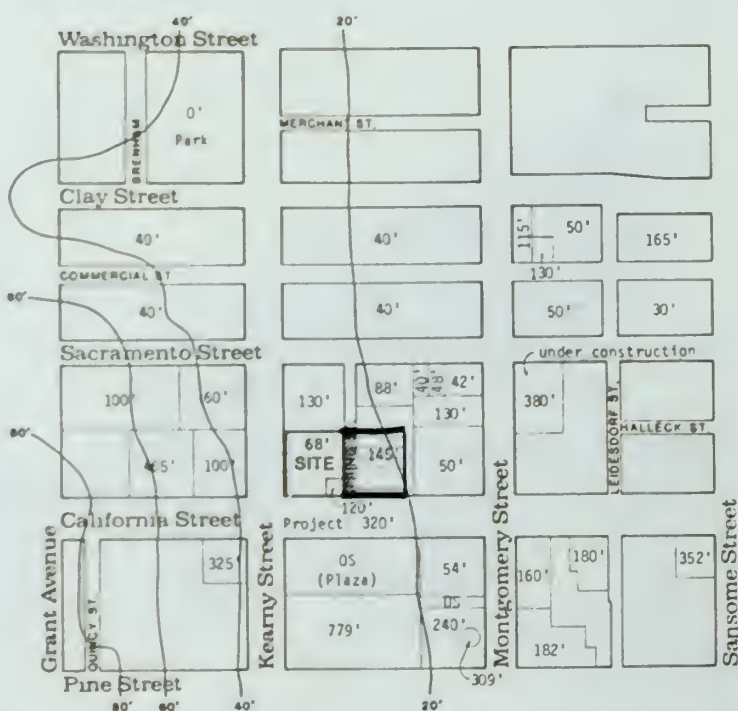 40'
20'
Washington Street
0'
Park
BRENHAM
MERCHANT ST.
Clay Street
40'
40'
115'
50'
165'
130'
COMMERCIAL ST
80'
60'
40'
40'
50'
30'
Sacramento Street
under construction
100'
60'
130'
88'
40'
48'
42'
130'
380'
LEIDESDORF ST.
HALLECK ST.
80'
100'
68'
SITE
SPRING
145'
50'
120'
California Street
Project 320'
Grant Avenue
QUINCY ST.
325'
Kearny Street
OS
(Plaza)
54'
OS
779'
240'
309'
Montgomery Street
160'
180'
182'
352'
Sansome Street
Pine Street
80'
60'
40'
20'